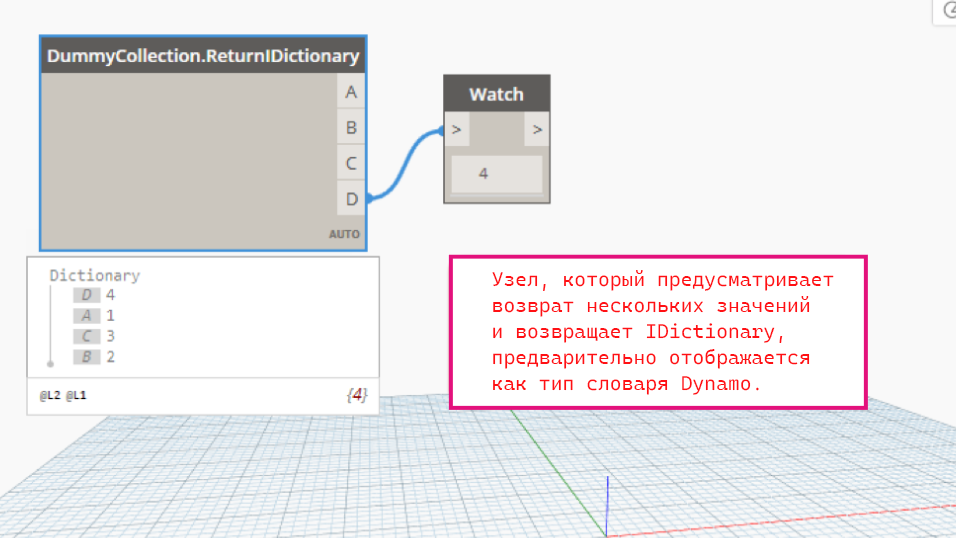 DummyCollection.ReturnIDictionary
A
B
C
D
AUTO
Watch
>
>
4
Dictionary
D 4
A 1
C 3
B 2
@L2 @L1
{4}
Узел, который предусматривает
возврат нескольких значений
и возвращает IDictionary,
предварительно отображается
как тип словаря Dynamo.